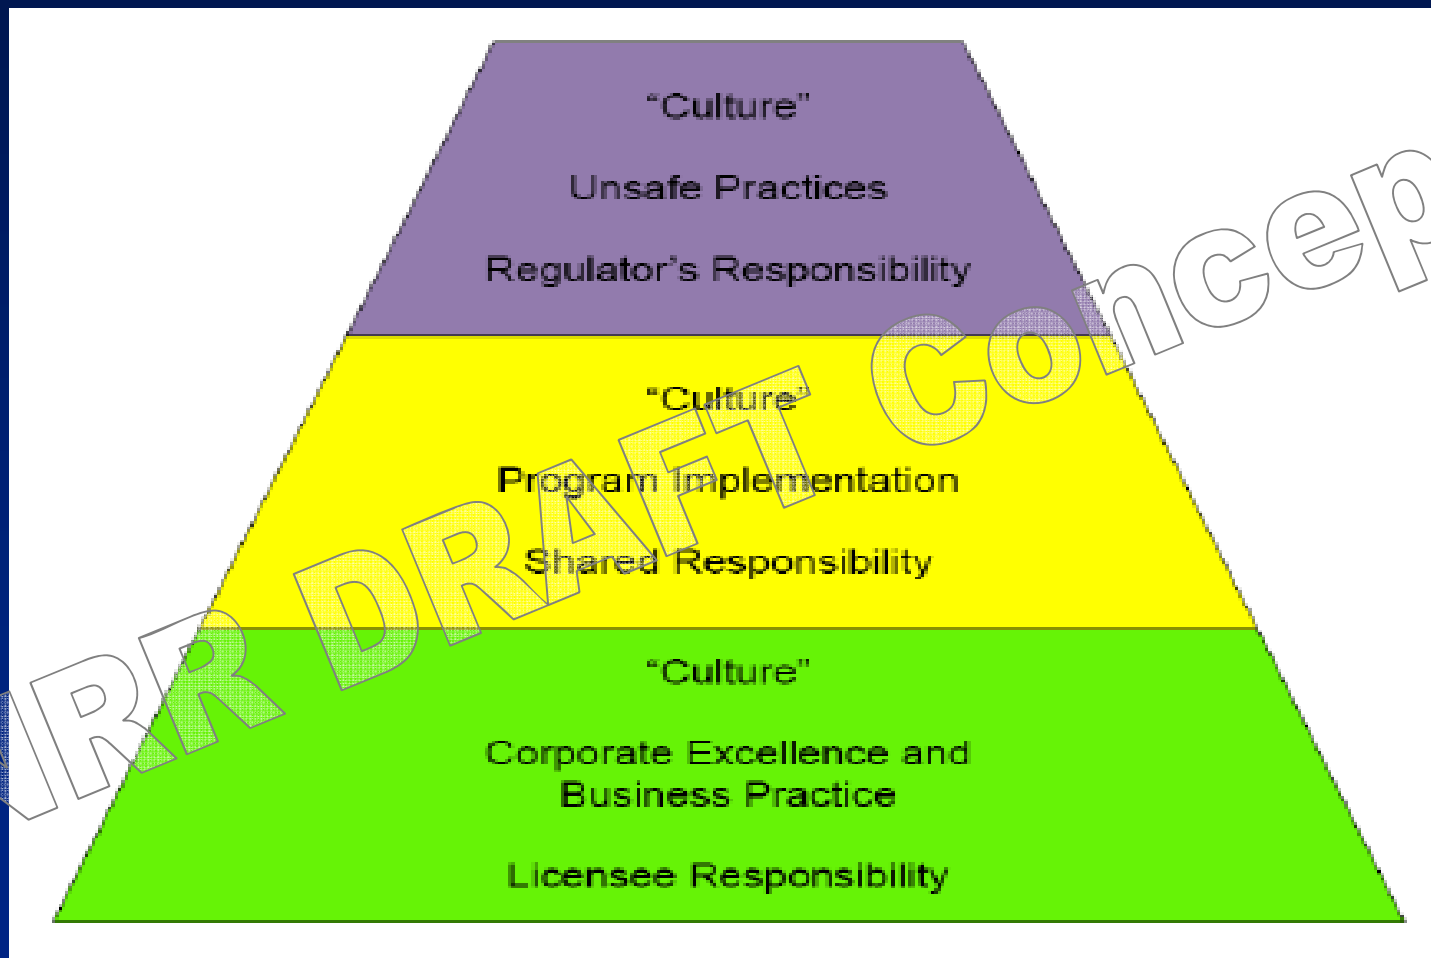 “Culture”
Unsafe Practices
Regulator’s Responsibility
“Culture”
Program Implementation
Shared Responsibility
“Culture”
Corporate Excellence and
Business Practice
Licensee Responsibility
NRR DRAFT Concep